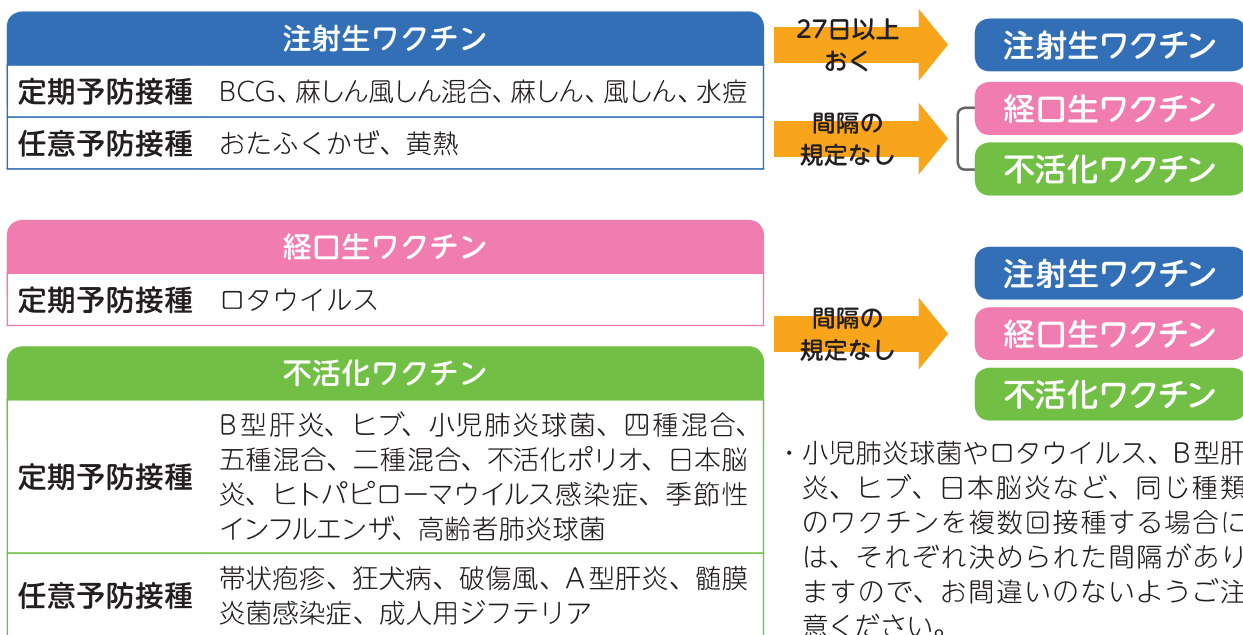 注射生ワクチン
定期予防接種 BCG、麻しん風しん混合、麻しん、風しん、水痘
任意予防接種 おたふくかぜ、黄熱
27日以上
おく
注射生ワクチン
間隔の
規定なし
経口生ワクチン
不活化ワクチン
経口生ワクチン
定期予防接種 ロタウイルス
不活化ワクチン
定期予防接種
B型肝炎、ヒブ、小児肺炎球菌、四種混合、
五種混合、二種混合、不活化ポリオ、日本脳
炎、ヒトパピローマウイルス感染症、季節性
インフルエンザ、高齢者肺炎球菌
任意予防接種
帯状疱疹、狂犬病、破傷風、A型肝炎、髄膜
炎菌感染症、成人用ジフテリア
間隔の
規定なし
注射生ワクチン
経口生ワクチン
不活化ワクチン
・小児肺炎球菌やロタウイルス、B型肝
炎、ヒブ、日本脳炎など、同じ種類
のワクチンを複数回接種する場合に
は、それぞれ決められた間隔があり
ますので、お間違いのないようご注
意ください。